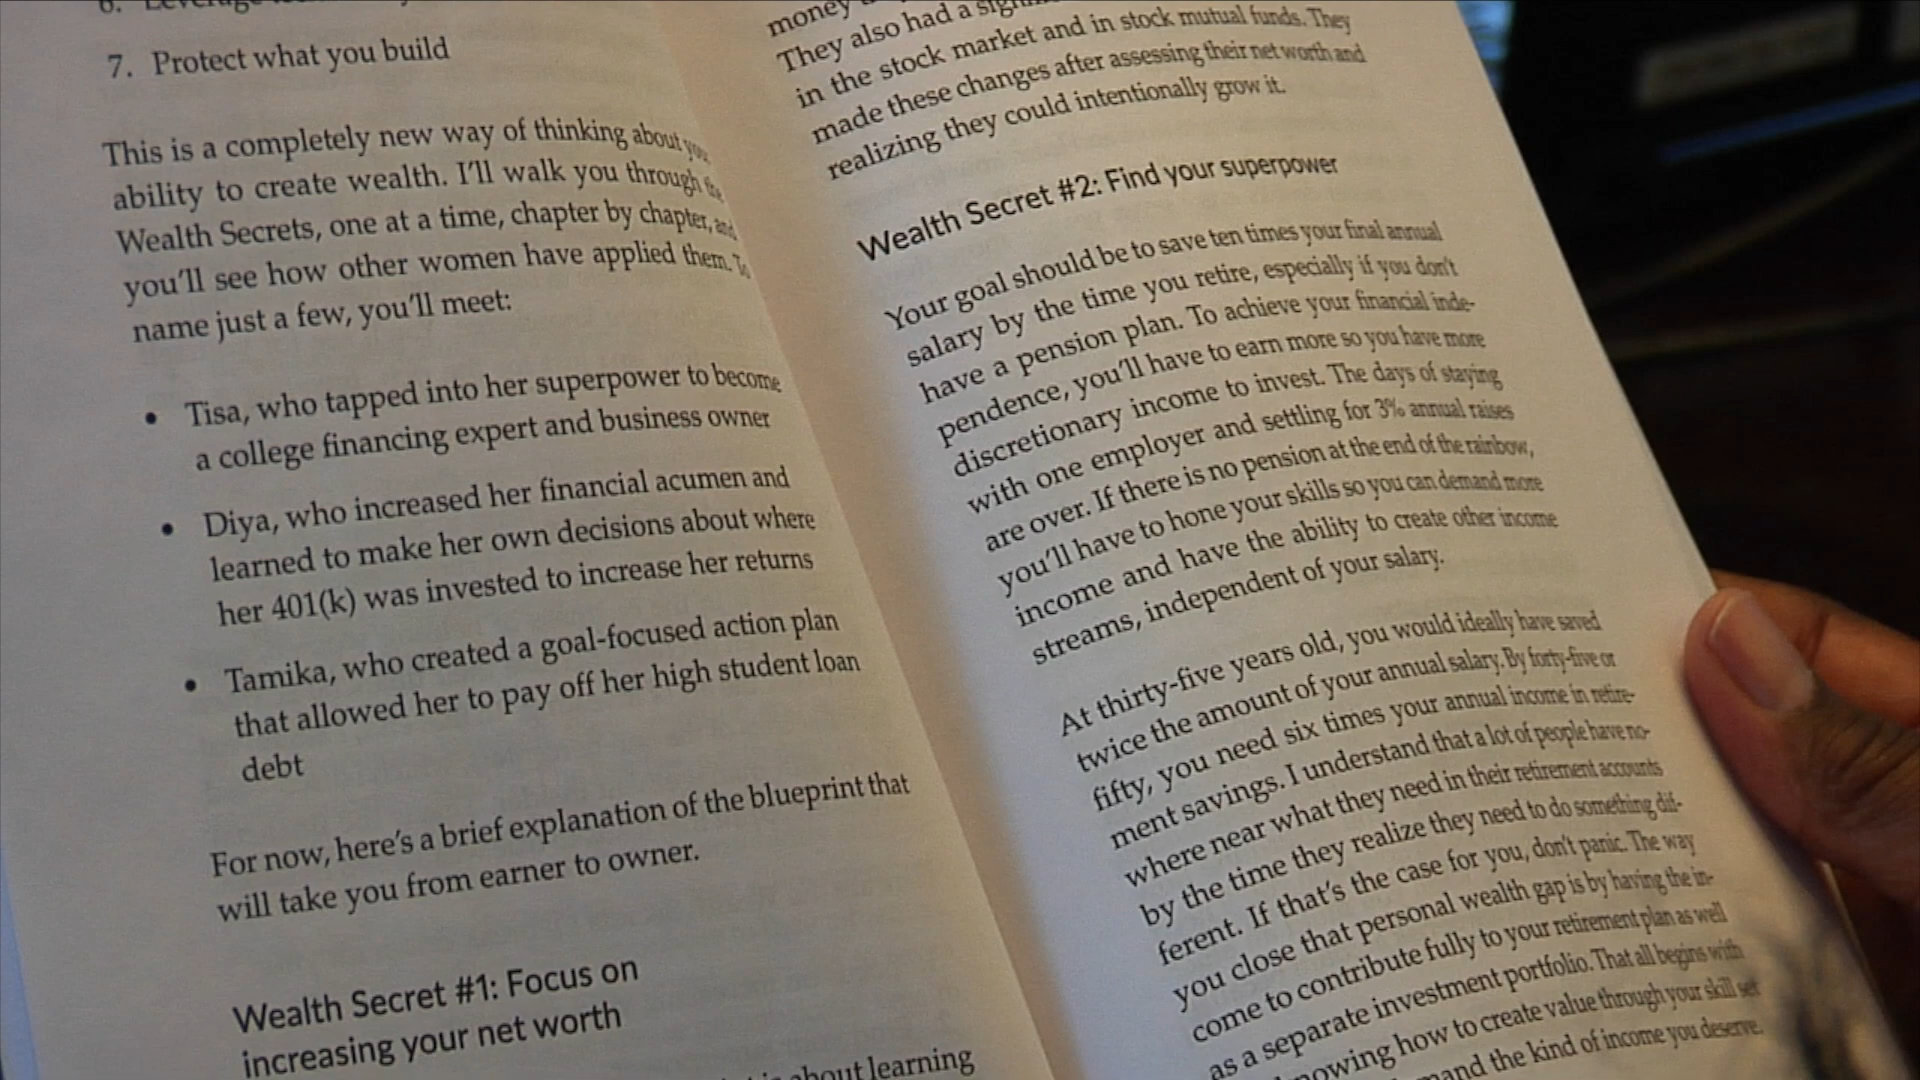 6. Leverage
7. Protect what you build
This is a completely new way of thinking about your
ability to create wealth. I'll walk you through the
Wealth Secrets, one at a time, chapter by chapter, and
you'll see how other women have applied them. To
name just a few, you'll meet:
• Tisa, who tapped into her superpower to become
a college financing expert and business owner
• Diya, who increased her financial acumen and
learned to make her own decisions about where
her 401(k) was invested to increase her returns
• Tamika, who created a goal-focused action plan
that allowed her to pay off her high student loan
debt
For now, here's a brief explanation of the blueprint that
will take you from earner to owner.
Wealth Secret #1: Focus on
increasing your net worth
about learning
money
They also had a
in the stock market and in stock mutual funds. They
made these changes after assessing their net worth and
realizing they could intentionally grow it.
Wealth Secret #2: Find your superpower
Your goal should be to save ten times your final annual
salary by the time you retire, especially if you don't
have a pension plan. To achieve your financial inde-
pendence, you'll have to earn more so you have more
discretionary income to invest. The days of staying
with one employer and settling for 3% annual raises
are over. If there is no pension at the end of the rainbow,
you'll have to hone your skills so you can demand more
income and have the ability to create other income
streams, independent of your salary.
At thirty-five years old, you would ideally have saved
twice the amount of your annual salary. By forty-five or
fifty, you need six times your annual income in retire-
ment savings. I understand that a lot of people have no-
where near what they need in their retirement accounts
by the time they realize they need to do something dif-
ferent. If that's the case for you, don't panic. The way
you close that personal wealth gap is by having the in-
come to contribute fully to your retirement plan as well
as a separate investment portfolio. That all begins with
knowing how to create value through your skill set
the kind of income you deserve.